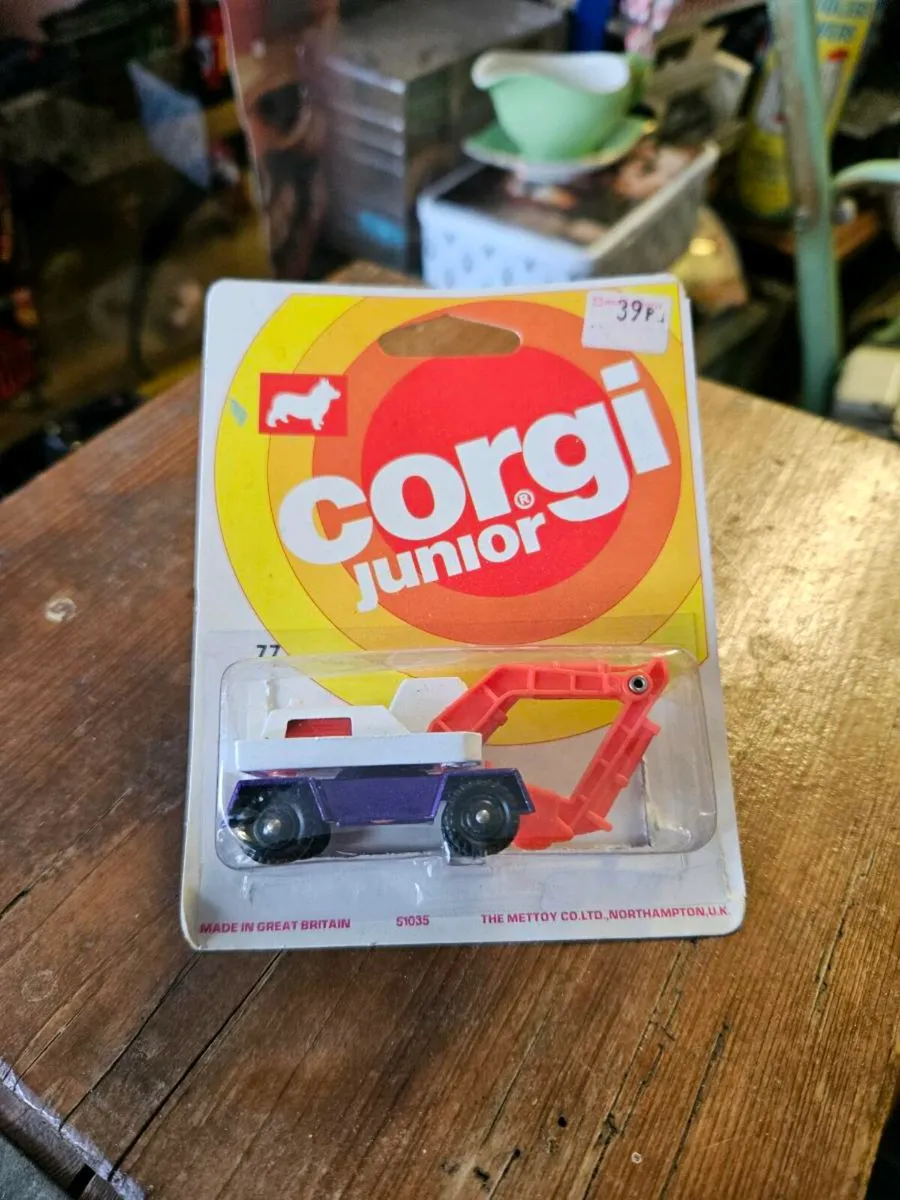 39P
corgi
®
junior
77
MADE IN GREAT BRITAIN 51035 THE METTOY CO.LTD.,NORTHAMPTON,U.K.